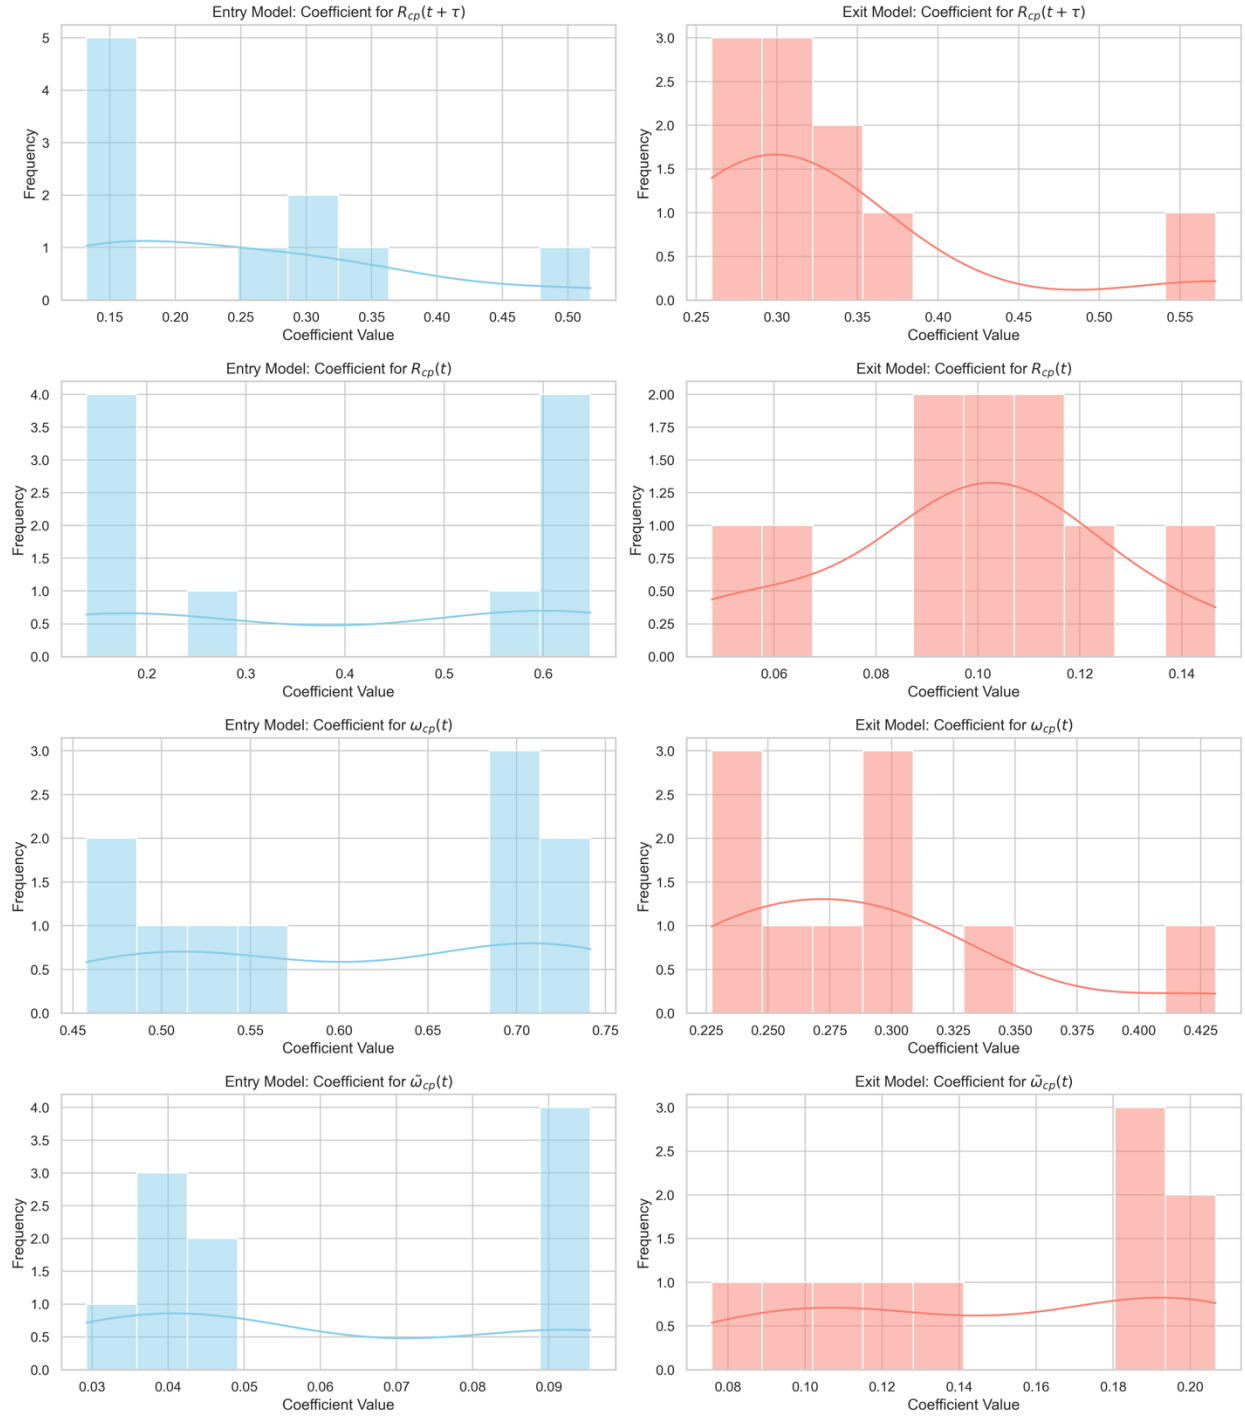 Entry Model: Coefficient for R_cp(t + τ)
5
4
3
2
1
0
Frequency
0.15 0.20 0.25 0.30 0.35 0.40 0.45 0.50
Coefficient Value
Exit Model: Coefficient for R_cp(t + τ)
3.0
2.5
2.0
1.5
1.0
0.5
0.0
Frequency
0.25 0.30 0.35 0.40 0.45 0.50 0.55
Coefficient Value
Entry Model: Coefficient for R_cp(t)
4.0
3.5
3.0
2.5
2.0
1.5
1.0
0.5
0.0
Frequency
0.2 0.3 0.4 0.5 0.6
Coefficient Value
Exit Model: Coefficient for R_cp(t)
2.00
1.75
1.50
1.25
1.00
0.75
0.50
0.25
0.00
Frequency
0.06 0.08 0.10 0.12 0.14
Coefficient Value
Entry Model: Coefficient for ω_cp(t)
3.0
2.5
2.0
1.5
1.0
0.5
0.0
Frequency
0.45 0.50 0.55 0.60 0.65 0.70 0.75
Coefficient Value
Exit Model: Coefficient for ω_cp(t)
3.0
2.5
2.0
1.5
1.0
0.5
0.0
Frequency
0.225 0.250 0.275 0.300 0.325 0.350 0.375 0.400 0.425
Coefficient Value
Entry Model: Coefficient for ω̃_cp(t)
4.0
3.5
3.0
2.5
2.0
1.5
1.0
0.5
0.0
Frequency
0.03 0.04 0.05 0.06 0.07 0.08 0.09
Coefficient Value
Exit Model: Coefficient for ω̃_cp(t)
3.0
2.5
2.0
1.5
1.0
0.5
0.0
Frequency
0.08 0.10 0.12 0.14 0.16 0.18 0.20
Coefficient Value